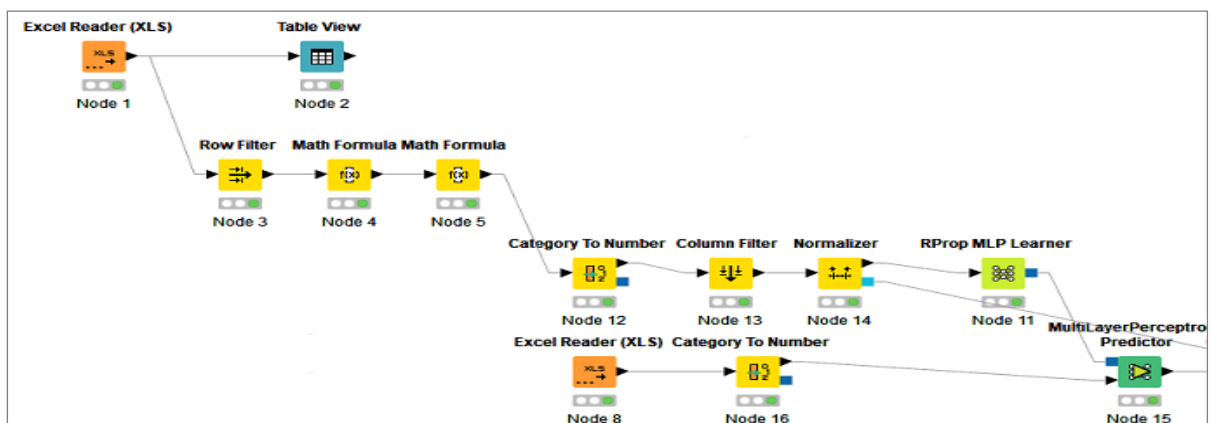 Excel Reader (XLS)
Table View
XLS
Node 1
Node 2
Row Filter
Math Formula
Math Formula
f(x)
f(x)
Node 3
Node 4
Node 5
Category To Number
Column Filter
Normalizer
RProp MLP Learner
Node 12
Node 13
Node 14
Node 11
MultiLayerPerceptro
Predictor
Excel Reader (XLS)
Category To Number
XLS
Node 8
Node 16
Node 15